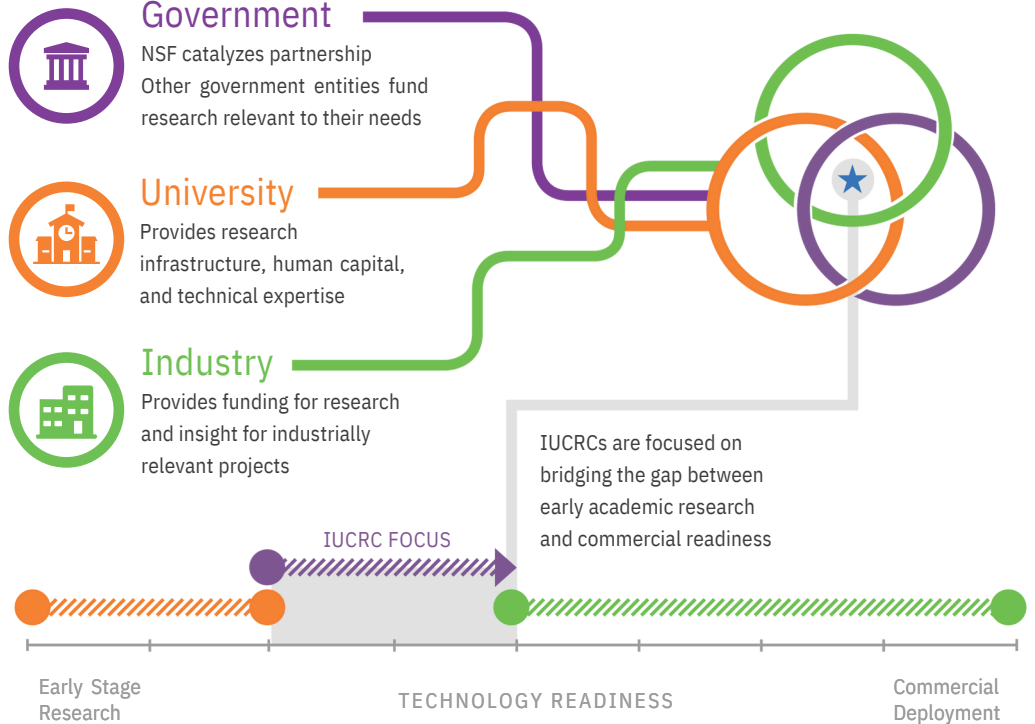 Government
NSF catalyzes partnership
Other government entities fund
research relevant to their needs
University
Provides research
infrastructure, human capital,
and technical expertise
Industry
Provides funding for research
and insight for industrially
relevant projects
IUCRCs are focused on
bridging the gap between
early academic research
and commercial readiness
IUCRC FOCUS
Early Stage
Research
TECHNOLOGY READINESS
Commercial
Deployment